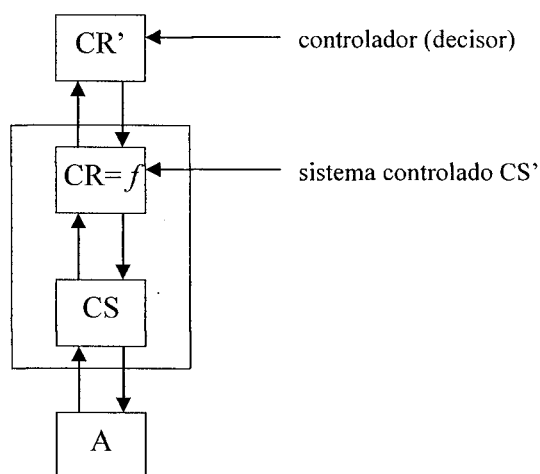 CR’
controlador (decisor)
CR= f
sistema controlado CS’
CS
A